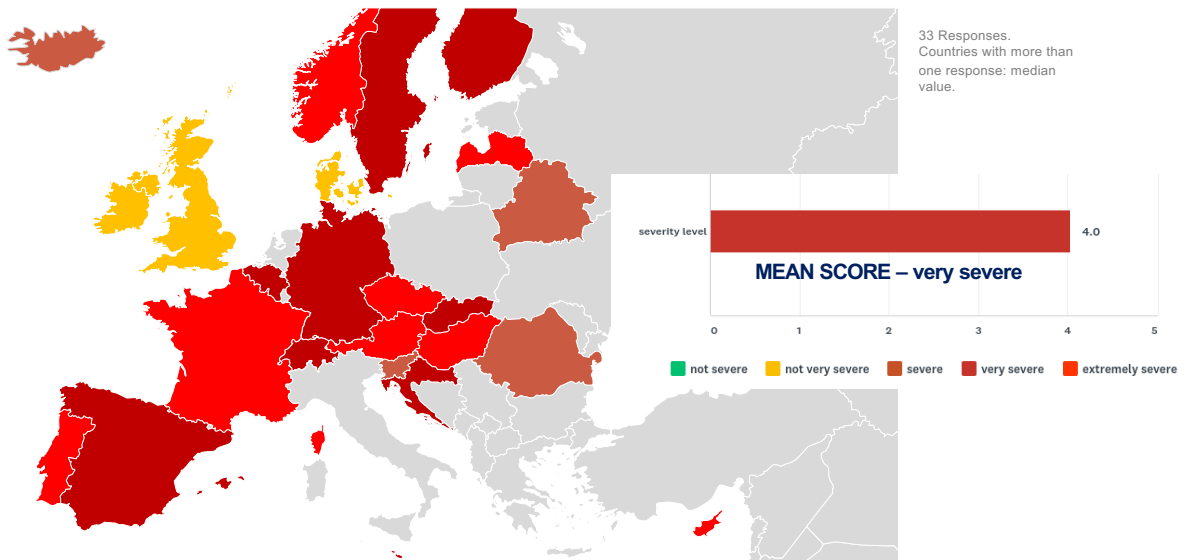 33 Responses.
Countries with more than
one response: median
value.
severity level
4.0
MEAN SCORE – very severe
0 1 2 3 4 5
not severe not very severe severe very severe extremely severe